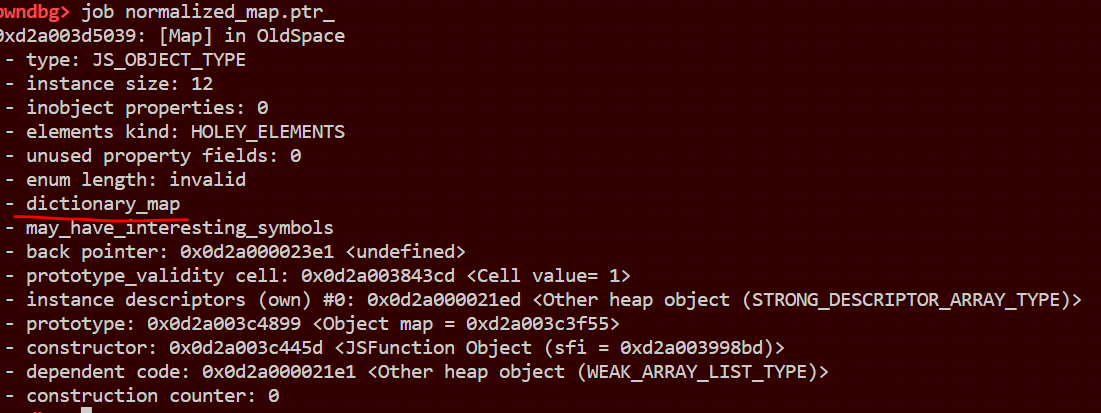 pwndbg> job normalized_map.ptr_
0xd2a003d5039: [Map] in OldSpace
- type: JS_OBJECT_TYPE
- instance size: 12
- inobject properties: 0
- elements kind: HOLEY_ELEMENTS
- unused property fields: 0
- enum length: invalid
- dictionary_map
- may_have_interesting_symbols
- back pointer: 0x0d2a000023e1 <undefined>
- prototype_validity cell: 0x0d2a003843cd <Cell value= 1>
- instance descriptors (own) #0: 0x0d2a000021ed <Other heap object (STRONG_DESCRIPTOR_ARRAY_TYPE)>
- prototype: 0x0d2a003c4899 <Object map = 0xd2a003c3f55>
- constructor: 0x0d2a003c445d <JSFunction Object (sfi = 0xd2a003998bd)>
- dependent code: 0x0d2a000021e1 <Other heap object (WEAK_ARRAY_LIST_TYPE)>
- construction counter: 0